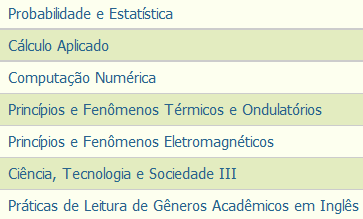 Probabilidade e Estatística
Cálculo Aplicado
Computação Numérica
Princípios e Fenômenos Térmicos e Ondulatórios
Princípios e Fenômenos Eletromagnéticos
Ciência, Tecnologia e Sociedade III
Práticas de Leitura de Gêneros Acadêmicos em Inglês